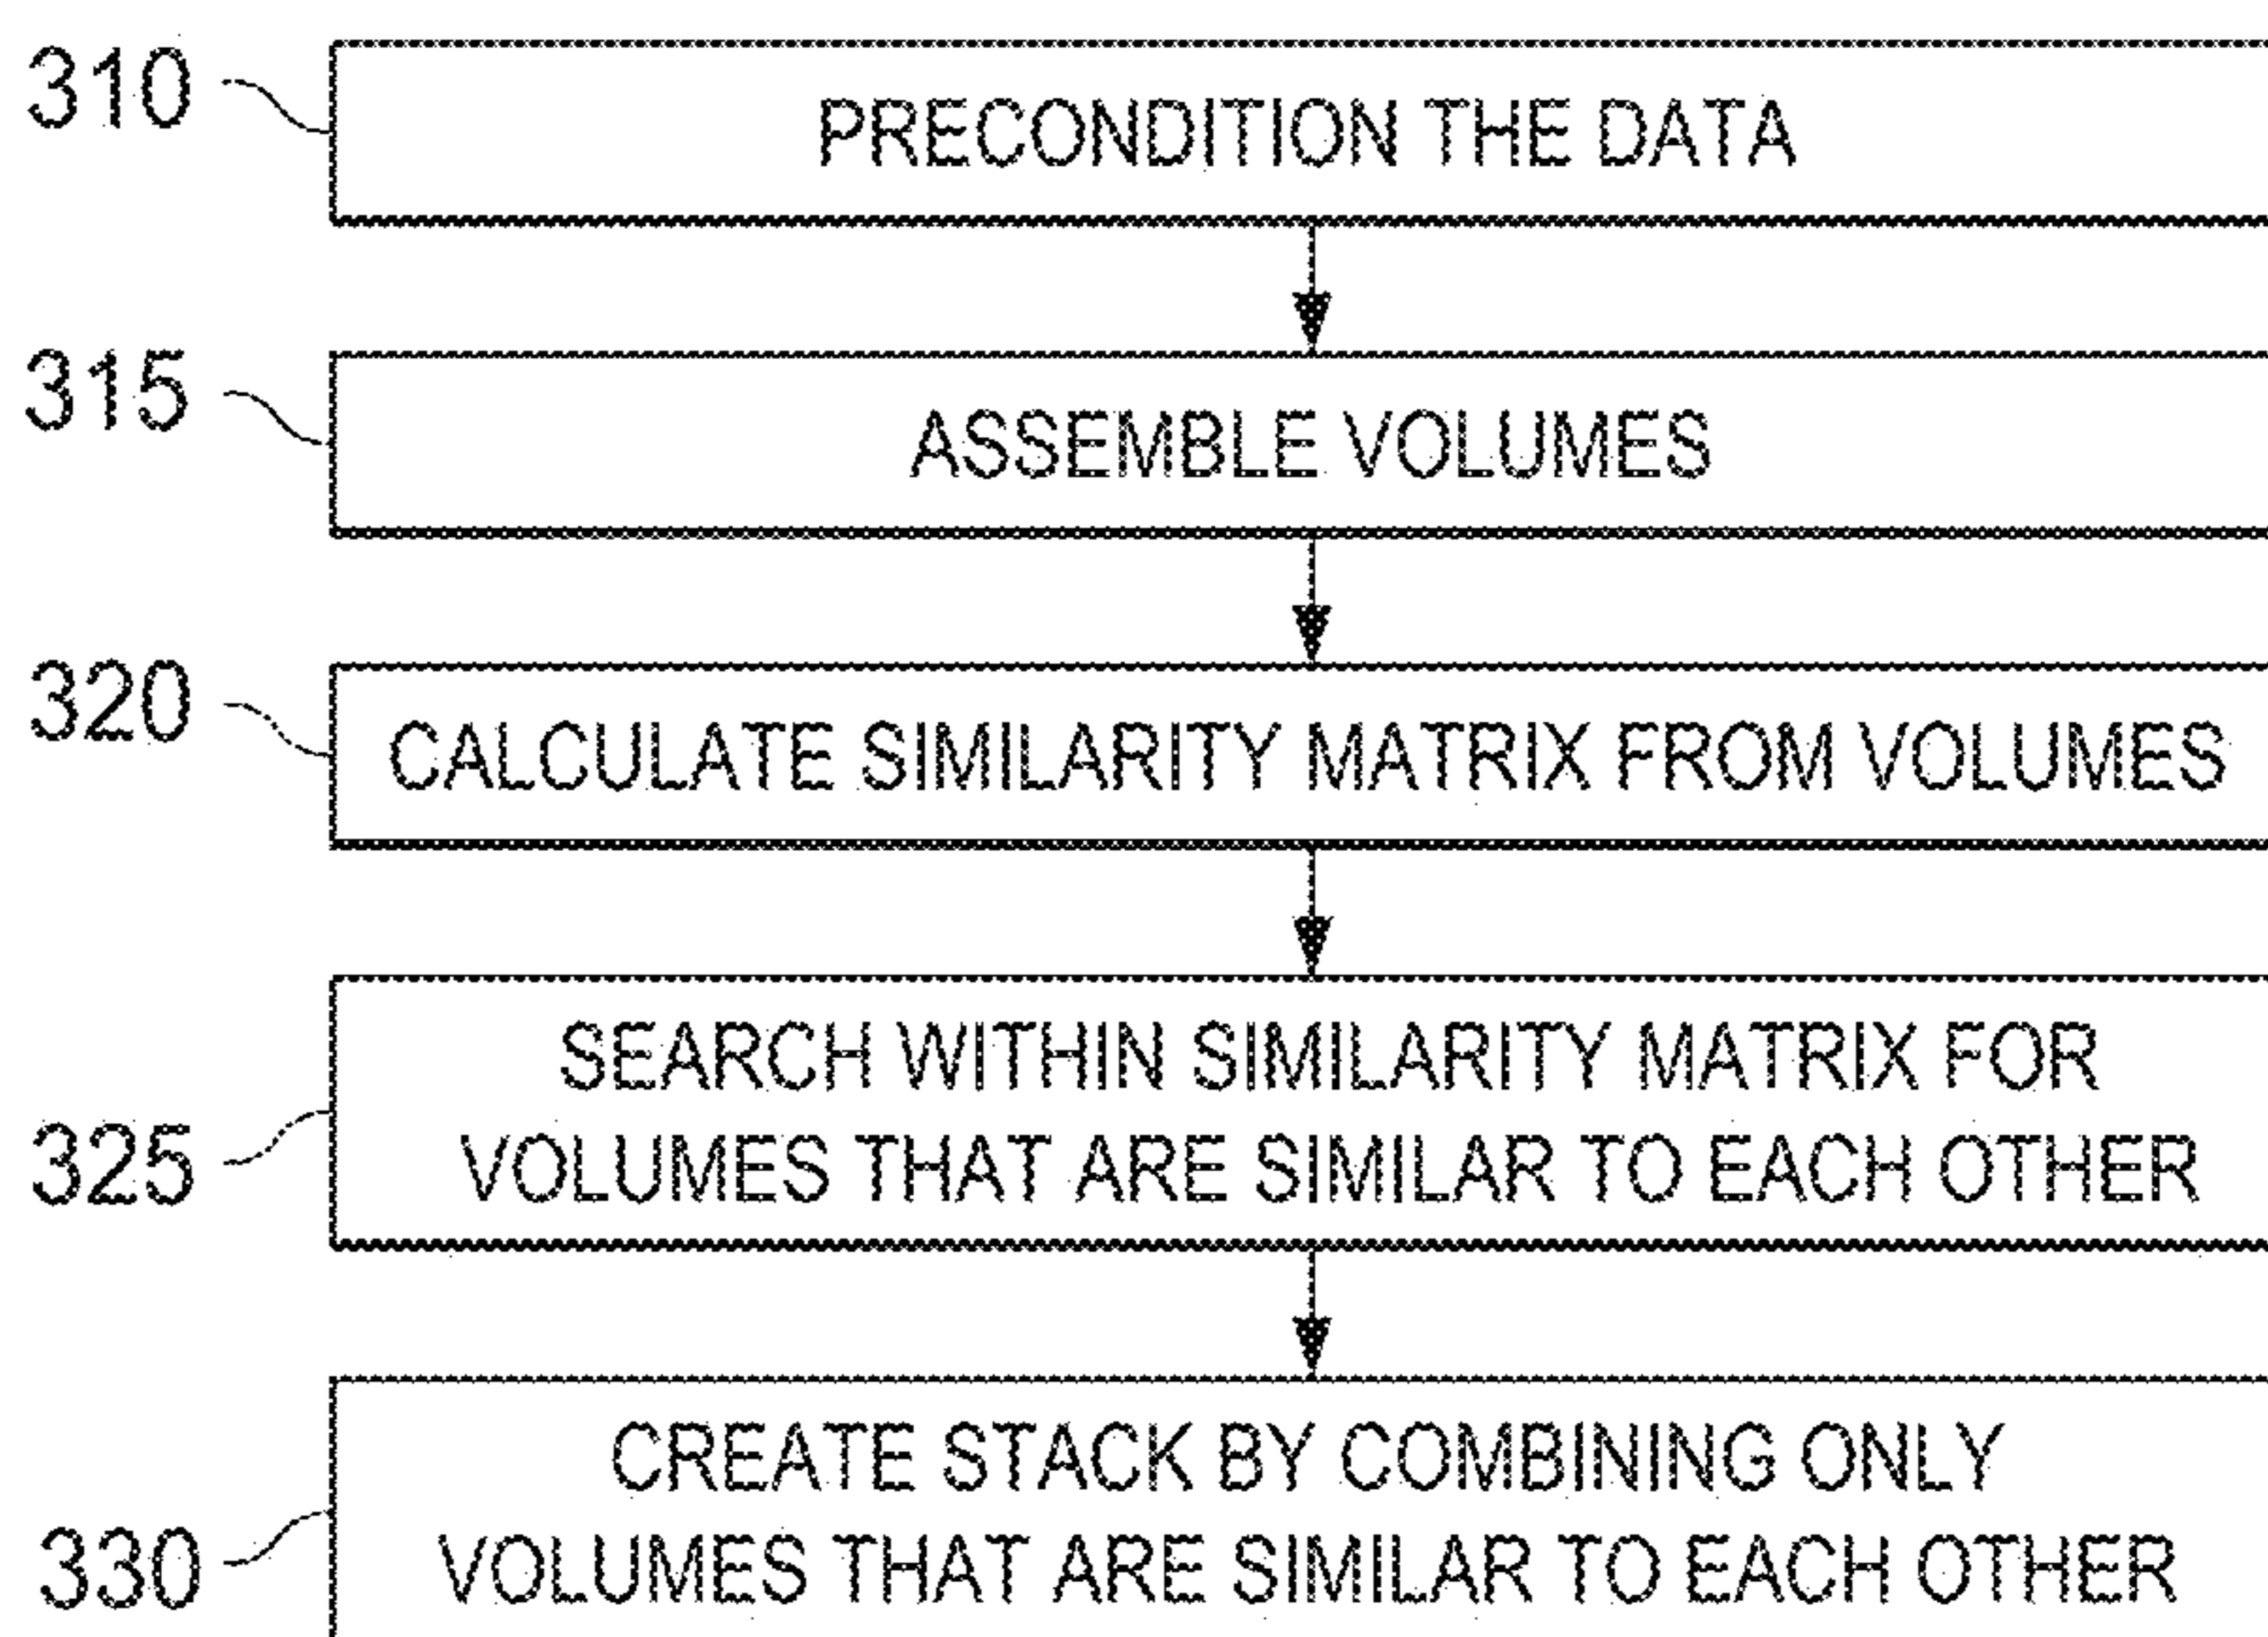 310
PRECONDITION THE DATA
315
ASSEMBLE VOLUMES
320
CALCULATE SIMILARITY MATRIX FROM VOLUMES
SEARCH WITHIN SIMILARITY MATRIX FOR
325
VOLUMES THAT ARE SIMILAR TO EACH OTHER
CREATE STACK BY COMBINING ONLY
330
VOLUMES THAT ARE SIMILAR TO EACH OTHER